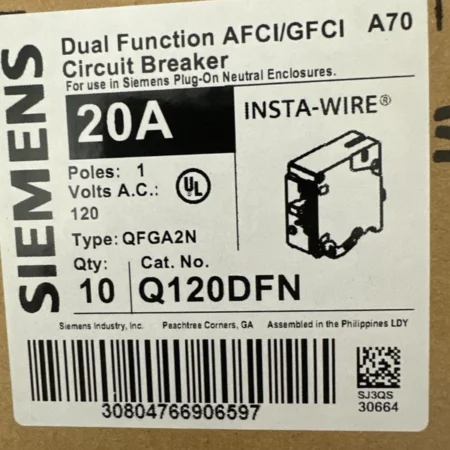 SIEMENS
Dual Function AFCI/GFCI A70
Circuit Breaker
For use in Siemens Plug-On Neutral Enclosures.
20A
INSTA-WIRE®
Poles: 1
Volts A.C.:
120
UL
Type: QFGA2N
Qty: Cat. No.
10 Q120DFN
Siemens Industry, Inc. Peachtree Corners, GA Assembled in the Philippines LDY
30804766906597
SJ3QS
30664